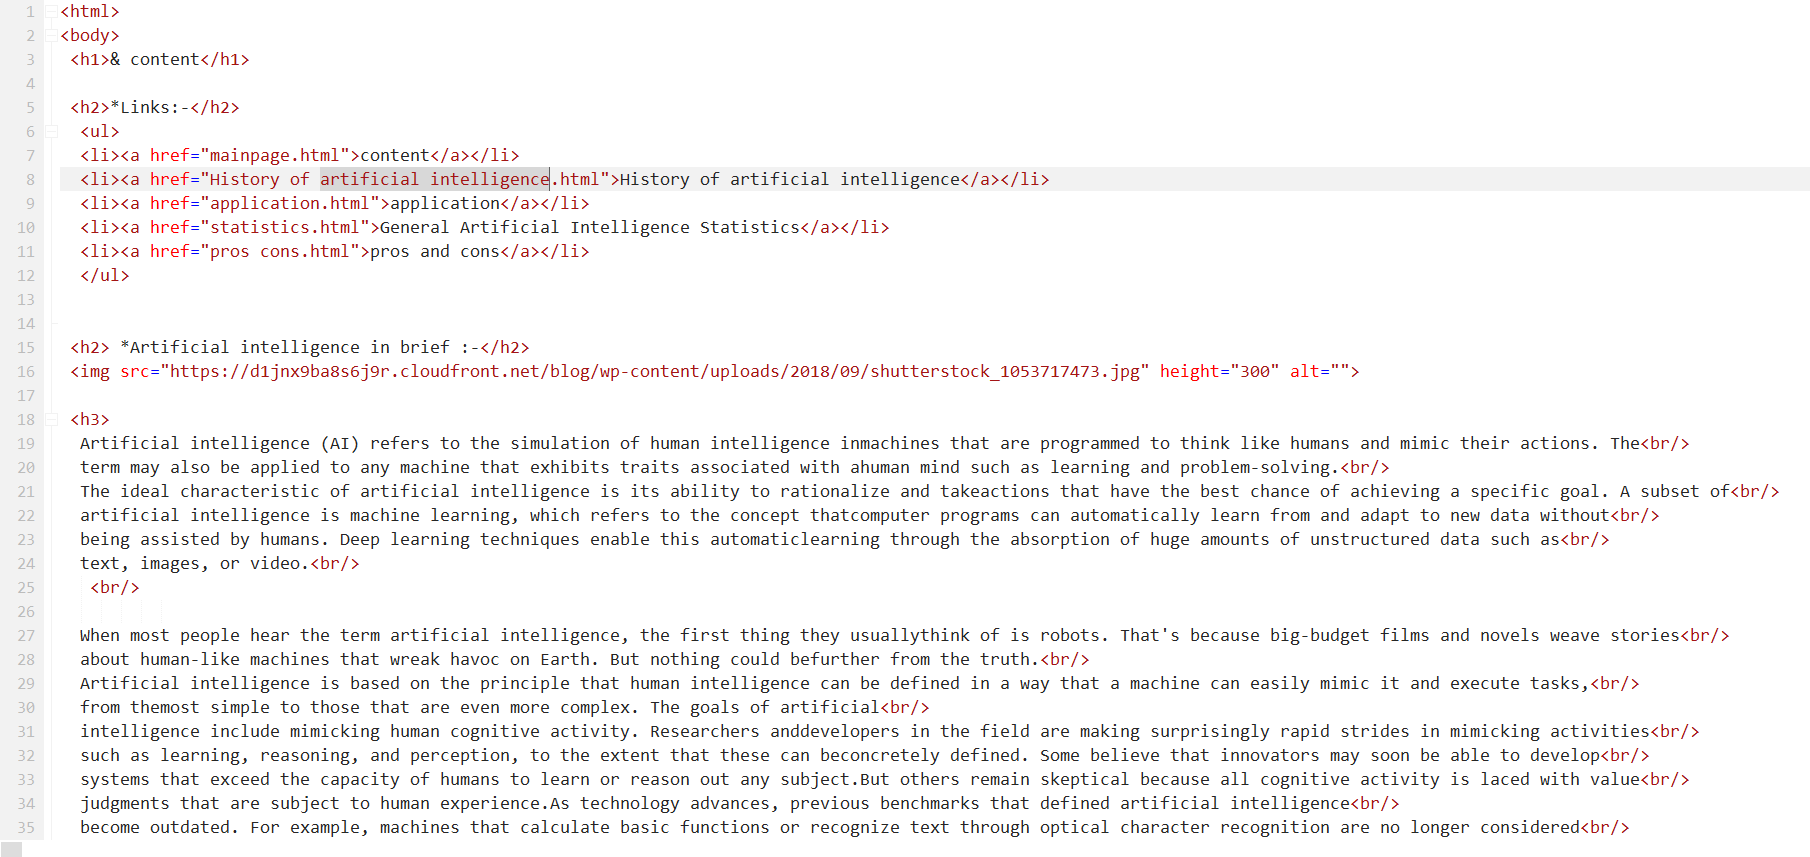 1 <html>
2 <body>
3 <h1>& content</h1>
4
5 <h2>*Links:-</h2>
6 <ul>
7 <li><a href="mainpage.html">content</a></li>
8 <li><a href="History of artificial intelligence.html">History of artificial intelligence</a></li>
9 <li><a href="application.html">application</a></li>
10 <li><a href="statistics.html">General Artificial Intelligence Statistics</a></li>
11 <li><a href="pros cons.html">pros and cons</a></li>
12 </ul>
13
14
15 <h2> *Artificial intelligence in brief :-</h2>
16 <img src="https://d1jnx9ba8s6j9r.cloudfront.net/blog/wp-content/uploads/2018/09/shutterstock_1053717473.jpg" height="300" alt="">
17
18 <h3>
19 Artificial intelligence (AI) refers to the simulation of human intelligence inmachines that are programmed to think like humans and mimic their actions. The<br/>
20 term may also be applied to any machine that exhibits traits associated with ahuman mind such as learning and problem-solving.<br/>
21 The ideal characteristic of artificial intelligence is its ability to rationalize and takeactions that have the best chance of achieving a specific goal. A subset of<br/>
22 artificial intelligence is machine learning, which refers to the concept thatcomputer programs can automatically learn from and adapt to new data without<br/>
23 being assisted by humans. Deep learning techniques enable this automaticlearning through the absorption of huge amounts of unstructured data such as<br/>
24 text, images, or video.<br/>
25 <br/>
26
27 When most people hear the term artificial intelligence, the first thing they usuallythink of is robots. That's because big-budget films and novels weave stories<br/>
28 about human-like machines that wreak havoc on Earth. But nothing could befurther from the truth.<br/>
29 Artificial intelligence is based on the principle that human intelligence can be defined in a way that a machine can easily mimic it and execute tasks,<br/>
30 from themost simple to those that are even more complex. The goals of artificial<br/>
31 intelligence include mimicking human cognitive activity. Researchers anddevelopers in the field are making surprisingly rapid strides in mimicking activities<br/>
32 such as learning, reasoning, and perception, to the extent that these can beconcretely defined. Some believe that innovators may soon be able to develop<br/>
33 systems that exceed the capacity of humans to learn or reason out any subject.But others remain skeptical because all cognitive activity is laced with value<br/>
34 judgments that are subject to human experience.As technology advances, previous benchmarks that defined artificial intelligence<br/>
35 become outdated. For example, machines that calculate basic functions or recognize text through optical character recognition are no longer considered<br/>